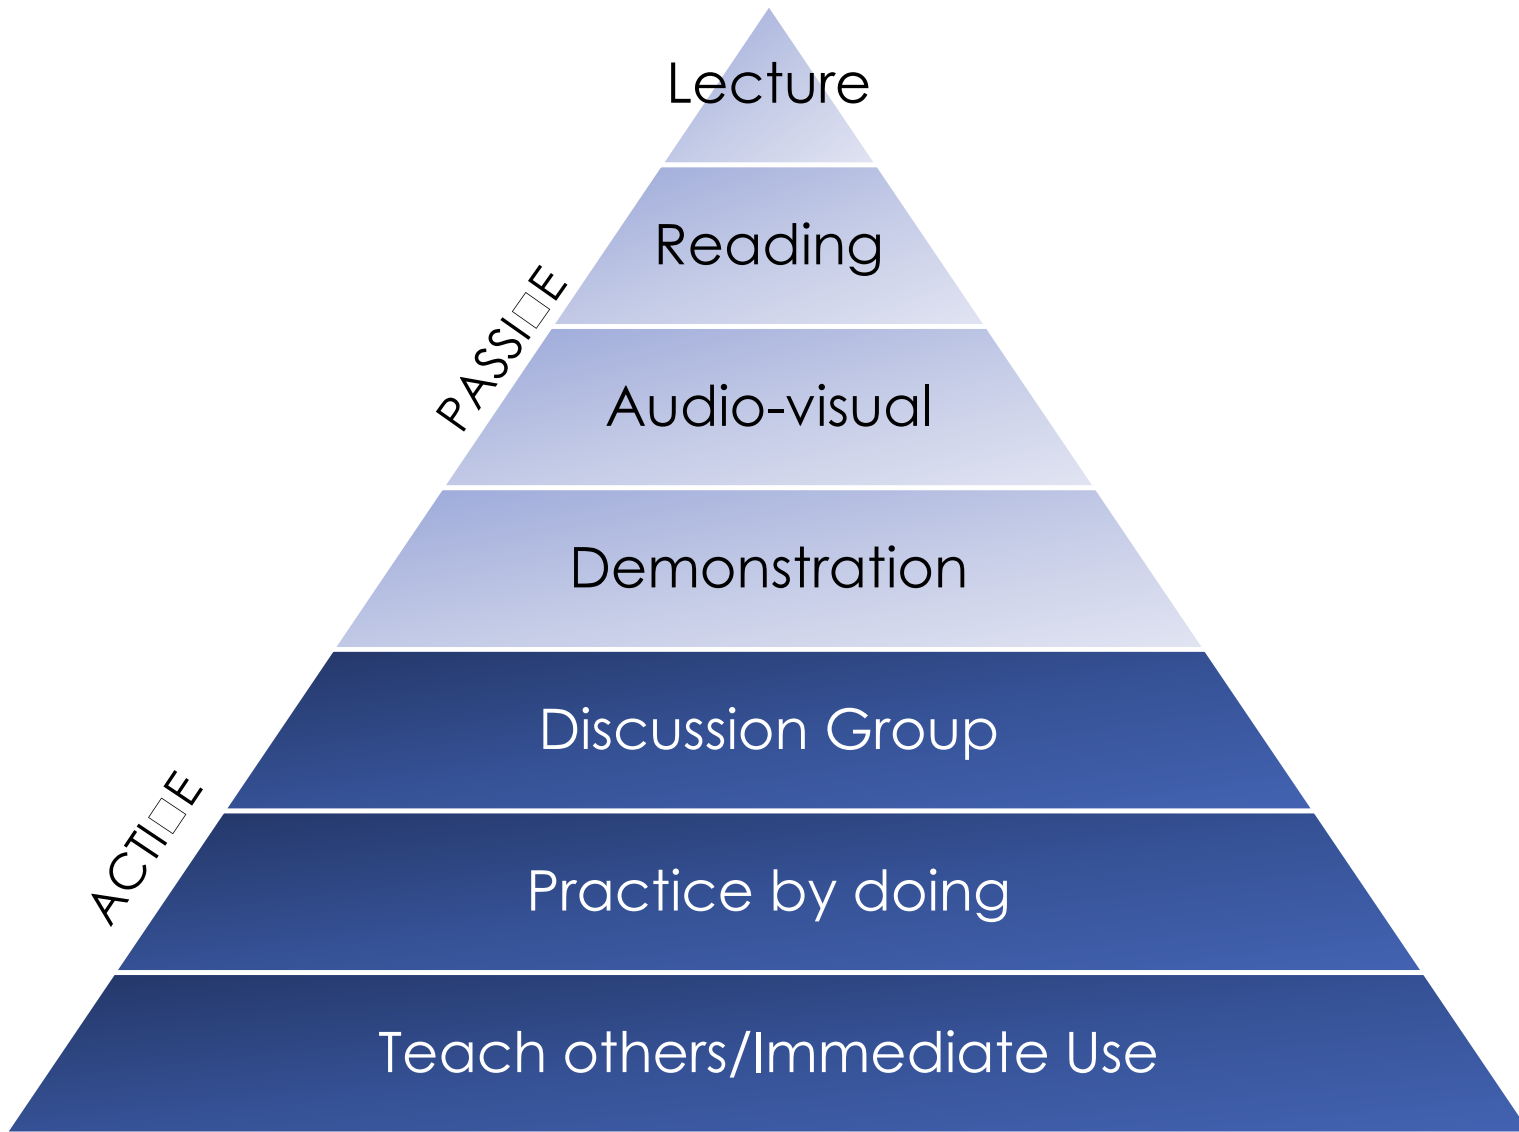 Lecture
Reading
PASSI□E
Audio-visual
Demonstration
Discussion Group
ACTI□E
Practice by doing
Teach others/Immediate Use